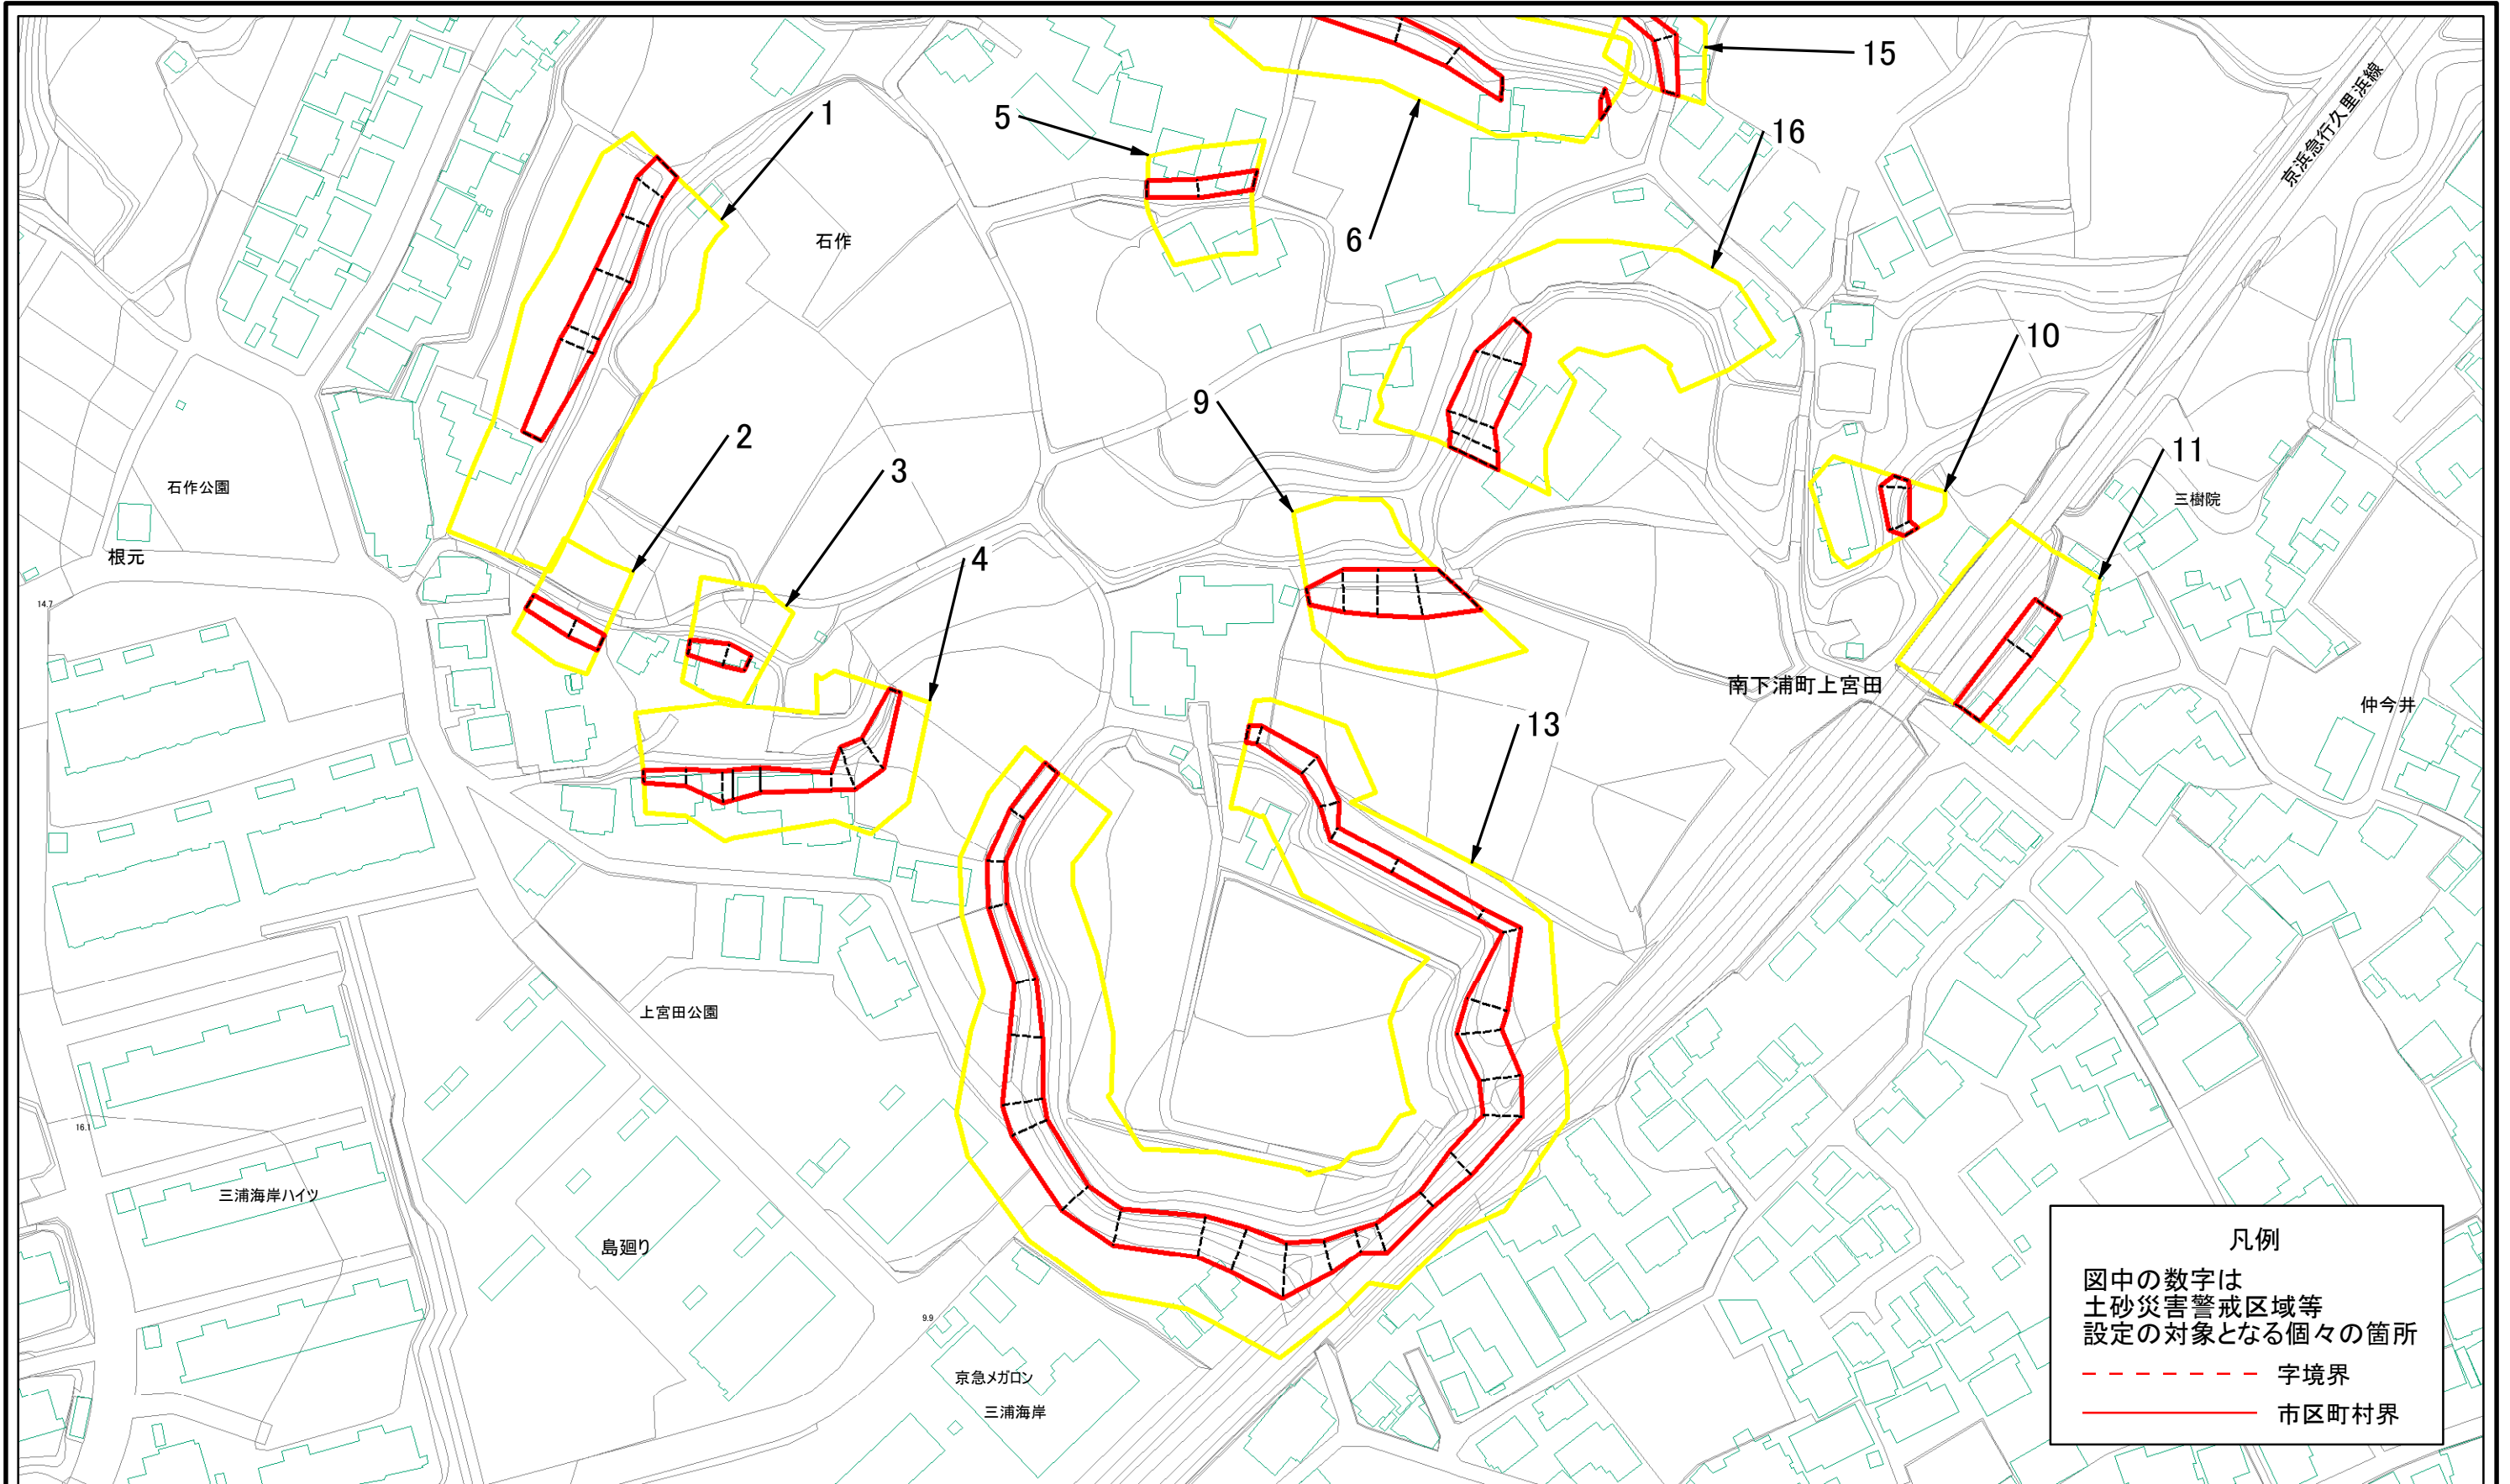 15
京浜急行久里浜線
1
5
16
石作
6
10
9
2
11
3
石作公園
三樹院
根元
4
14.7
南下浦町上宮田
仲今井
13
上宮田公園
16.1
三浦海岸ハイツ
島廻り
凡例
図中の数字は
土砂災害警戒区域等
設定の対象となる個々の箇所
字境界
市区町村界
9.9
京急メガロン
三浦海岸